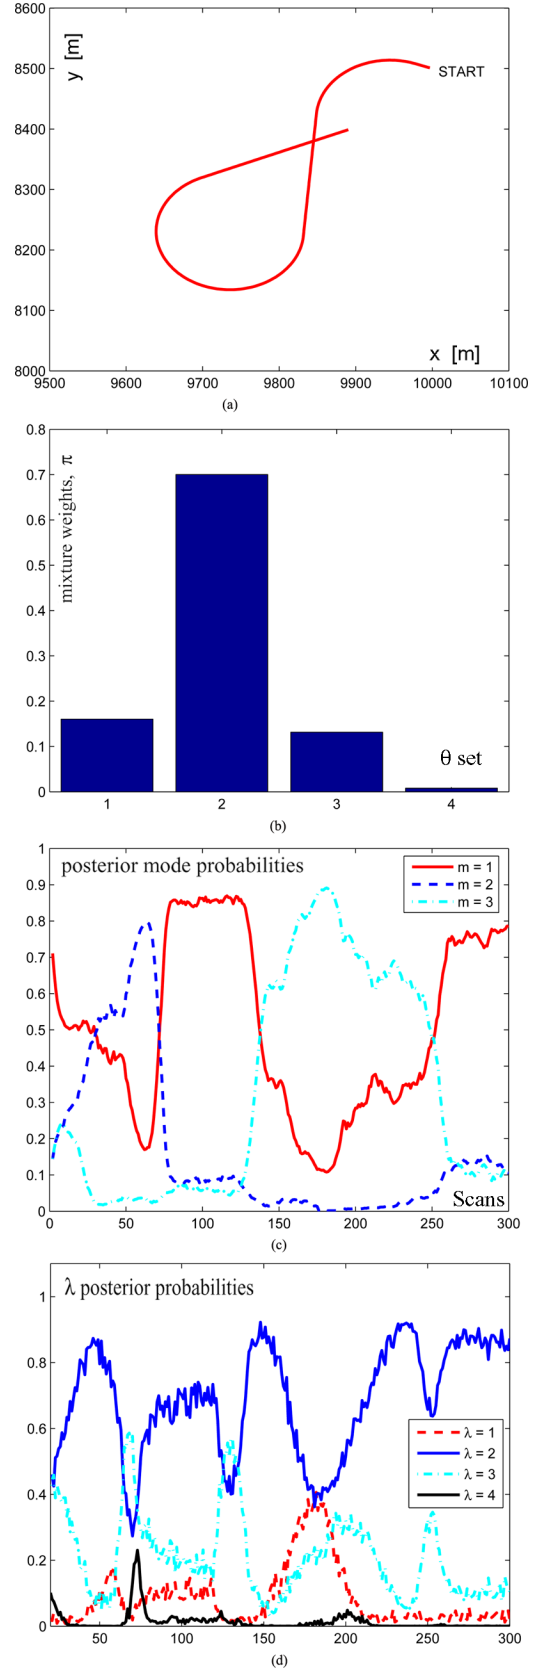 8600
y [m]
8500
START
8400
8300
8200
8100
x [m]
8000
9500 9600 9700 9800 9900 10000 10100
(a)
0.8
0.7
mixture weights, π
0.6
0.5
0.4
0.3
0.2
0.1
θ set
0
1 2 3 4
(b)
1
posterior mode probabilities
m = 1
m = 2
m = 3
0.9
0.8
0.7
0.6
0.5
0.4
0.3
0.2
0.1
Scans
0
0 50 100 150 200 250 300
(c)
λ posterior probabilities
1
0.8
0.6
λ = 1
λ = 2
λ = 3
λ = 4
0.4
0.2
0
50 100 150 200 250 300
(d)